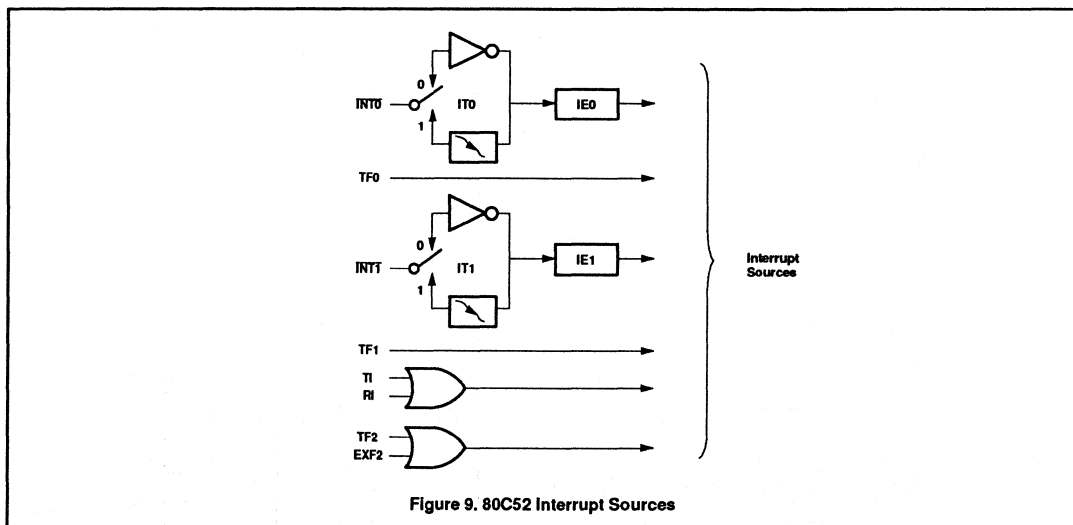 0
INT0
IT0
IE0
1
TF0
0
INT1
IT1
IE1
1
Interrupt
Sources
TF1
TI
RI
TF2
EXF2
Figure 9. 80C52 Interrupt Sources